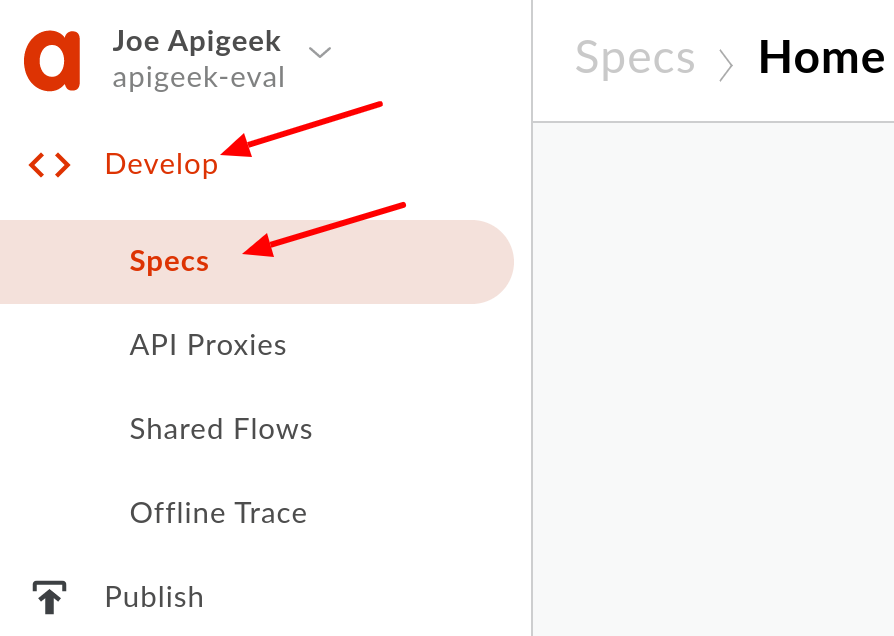 Joe Apigeek
apigeek-eval
Develop
Specs
API Proxies
Shared Flows
Offline Trace
Publish
Specs > Home